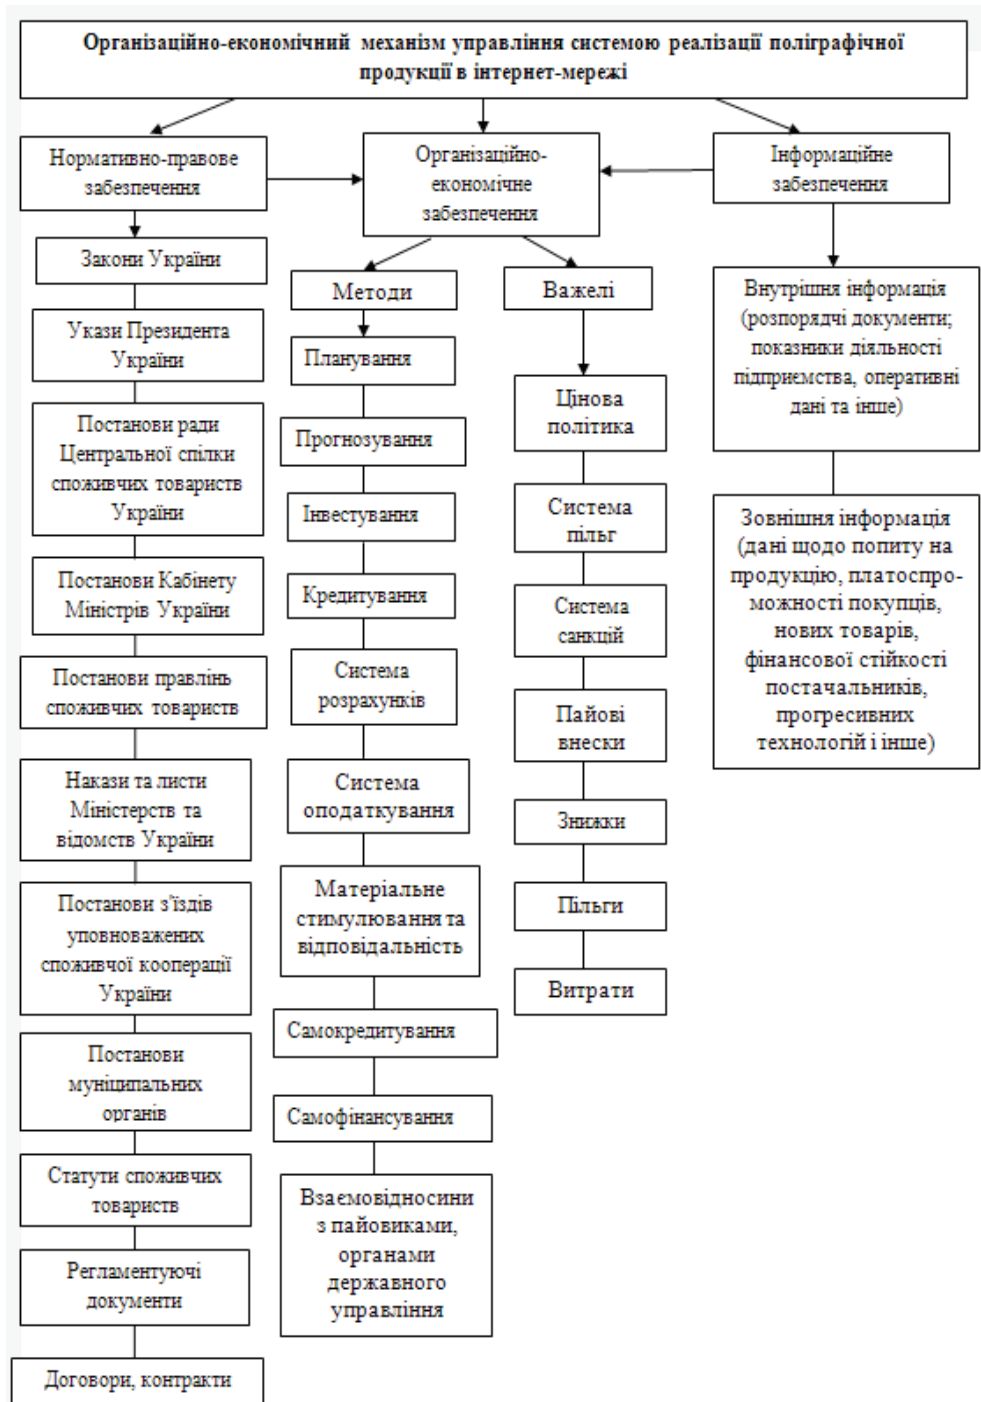 Організаційно-економічний механізм управління системою реалізації поліграфічної
продукції в інтернет-мережі
Нормативно-правове
забезпечення
Організаційно-
економічне
забезпечення
Інформаційне
забезпечення
Закони України
Укази Президента
України
Постанови ради
Центральної спілки
споживчих товариств
України
Постанови Кабінету
Міністрів України
Постанови правлінь
споживчих товариств
Накази та листи
Міністерств та
відомств України
Постанови з'їздів
уповноважених
споживчої кооперації
України
Постанови
муніципальних
органів
Статути споживчих
товариств
Регламентуючі
документи
Договори, контракти
Методи
Планування
Прогнозування
Інвестування
Кредитування
Система
розрахунків
Система
оподаткування
Матеріальне
стимулювання та
відповідальність
Самокредитування
Самофінансування
Взаємовідносини
з пайовиками,
органами
державного
управління
Важелі
Цінова
політика
Система
пільг
Система
санкцій
Пайові
внески
Знижки
Пільги
Витрати
Внутрішня інформація
(розпорядчі документи;
показники діяльності
підприємства, оперативні
дані та інше)
Зовнішня інформація
(дані щодо попиту на
продукцію, платоспро-
можності покупців,
нових товарів,
фінансової стійкості
постачальників,
прогресивних
технологій і інше)